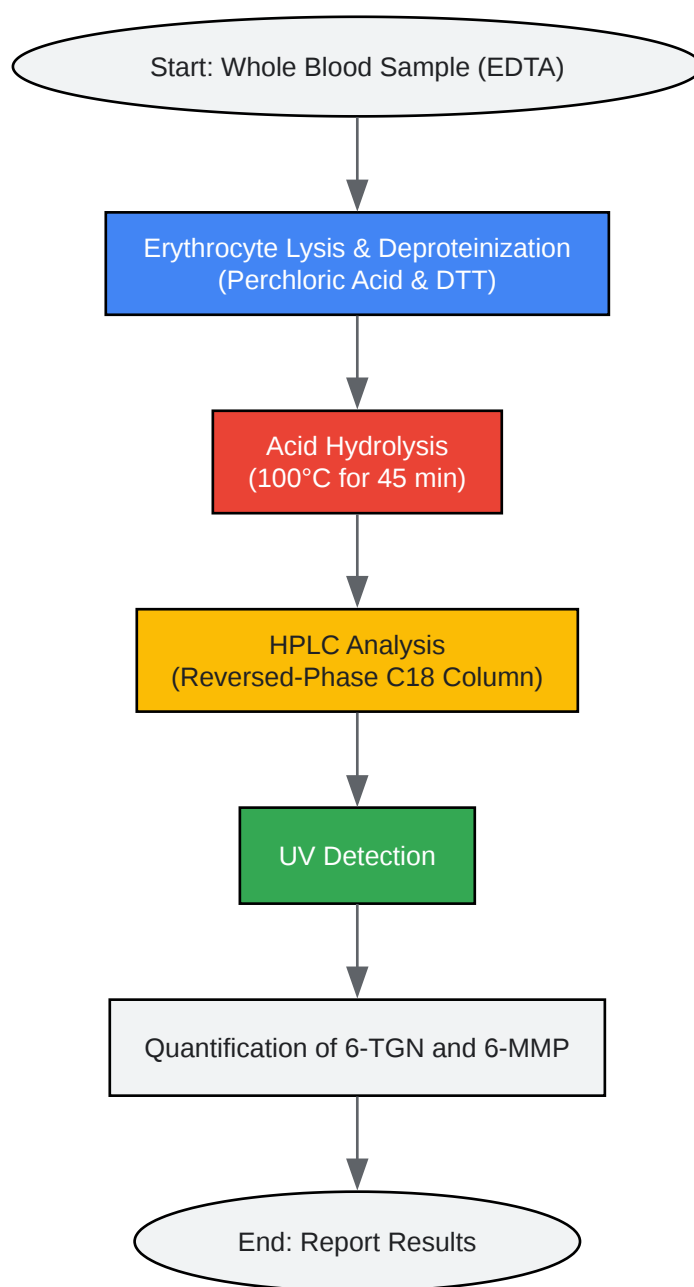 Start: Whole Blood Sample (EDTA)
Erythrocyte Lysis & Deproteinization
(Perchloric Acid & DTT)
Acid Hydrolysis
(100°C for 45 min)
HPLC Analysis
(Reversed-Phase C18 Column)
UV Detection
Quantification of 6-TGN and 6-MMP
End: Report Results